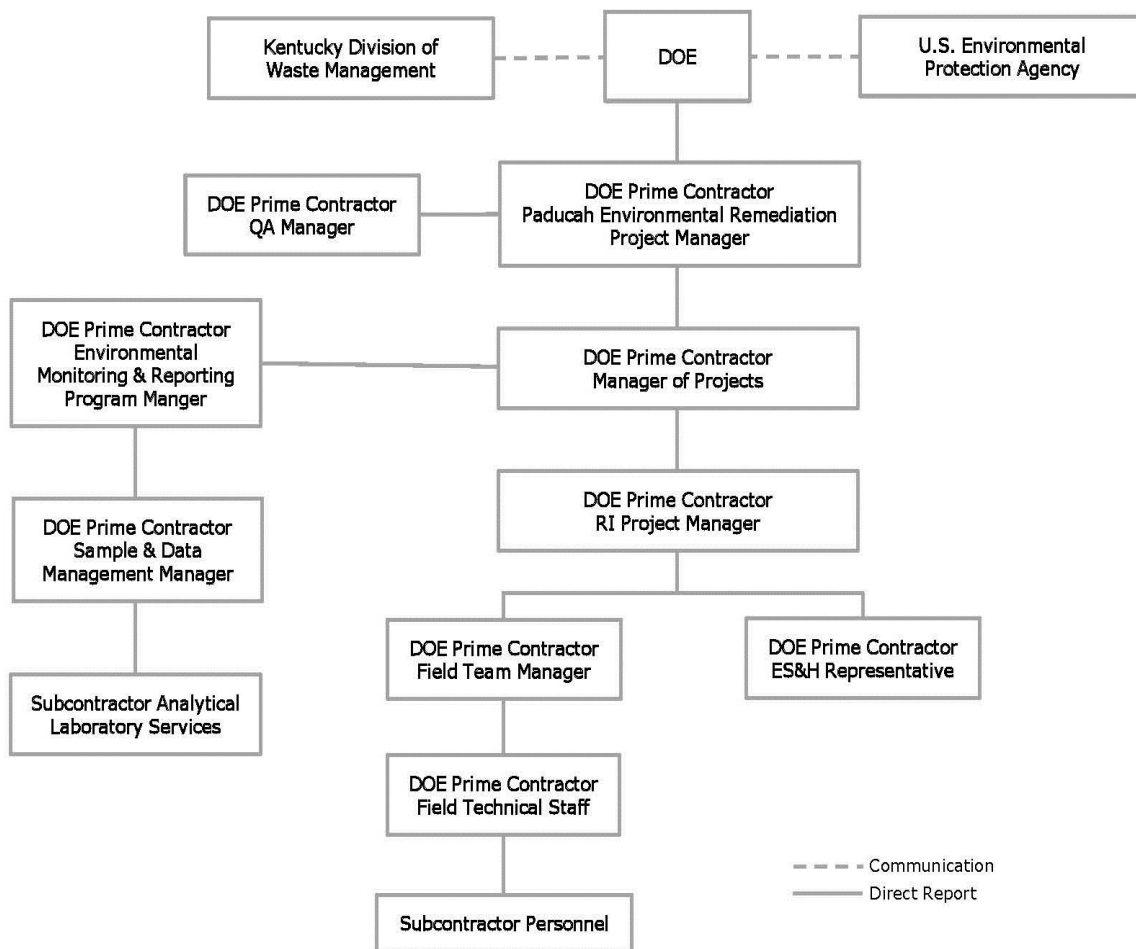 Kentucky Division of
Waste Management
DOE
U.S. Environmental
Protection Agency
DOE Prime Contractor
QA Manager
DOE Prime Contractor
Paducah Environmental Remediation
Project Manager
DOE Prime Contractor
Environmental
Monitoring & Reporting
Program Manger
DOE Prime Contractor
Manager of Projects
DOE Prime Contractor
Sample & Data
Management Manager
DOE Prime Contractor
RI Project Manager
Subcontractor Analytical
Laboratory Services
DOE Prime Contractor
Field Team Manager
DOE Prime Contractor
ES&H Representative
DOE Prime Contractor
Field Technical Staff
Subcontractor Personnel
Communication
Direct Report